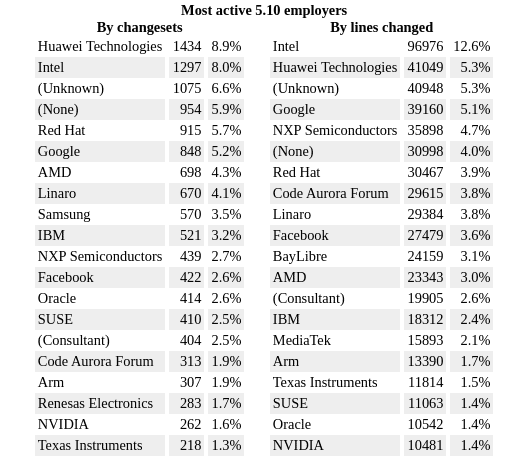 Most active 5.10 employers
By changesets By lines changed
Huawei Technologies 1434 8.9% Intel 96976 12.6%
Intel 1297 8.0% Huawei Technologies 41049 5.3%
(Unknown) 1075 6.6% (Unknown) 40948 5.3%
(None) 954 5.9% Google 39160 5.1%
Red Hat 915 5.7% NXP Semiconductors 35898 4.7%
Google 848 5.2% (None) 30998 4.0%
AMD 698 4.3% Red Hat 30467 3.9%
Linaro 670 4.1% Code Aurora Forum 29615 3.8%
Samsung 570 3.5% Linaro 29384 3.8%
IBM 521 3.2% Facebook 27479 3.6%
NXP Semiconductors 439 2.7% BayLibre 24159 3.1%
Facebook 422 2.6% AMD 23343 3.0%
Oracle 414 2.6% (Consultant) 19905 2.6%
SUSE 410 2.5% IBM 18312 2.4%
(Consultant) 404 2.5% MediaTek 15893 2.1%
Code Aurora Forum 313 1.9% Arm 13390 1.7%
Arm 307 1.9% Texas Instruments 11814 1.5%
Renesas Electronics 283 1.7% SUSE 11063 1.4%
NVIDIA 262 1.6% Oracle 10542 1.4%
Texas Instruments 218 1.3% NVIDIA 10481 1.4%